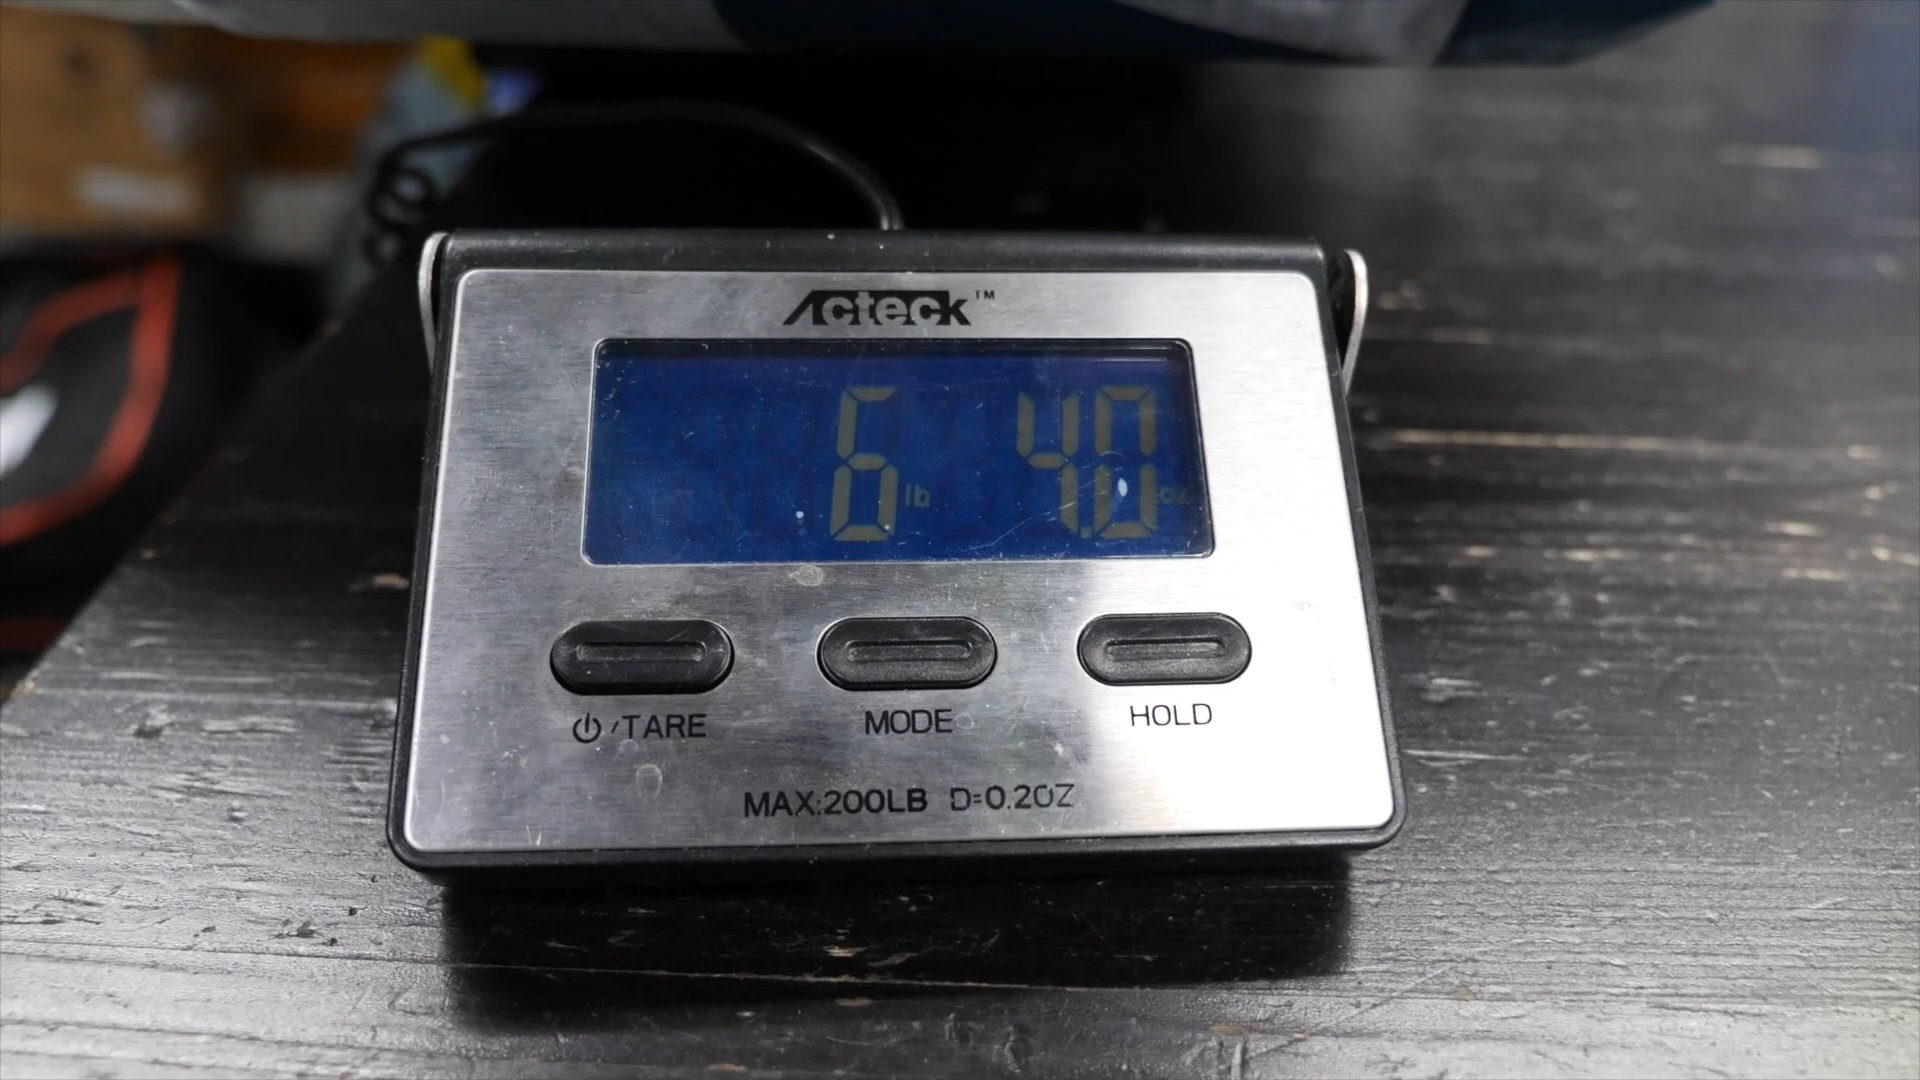 Acteck™
6 lb 4.0 oz
/TARE MODE HOLD
MAX:200LB D=0.2OZ